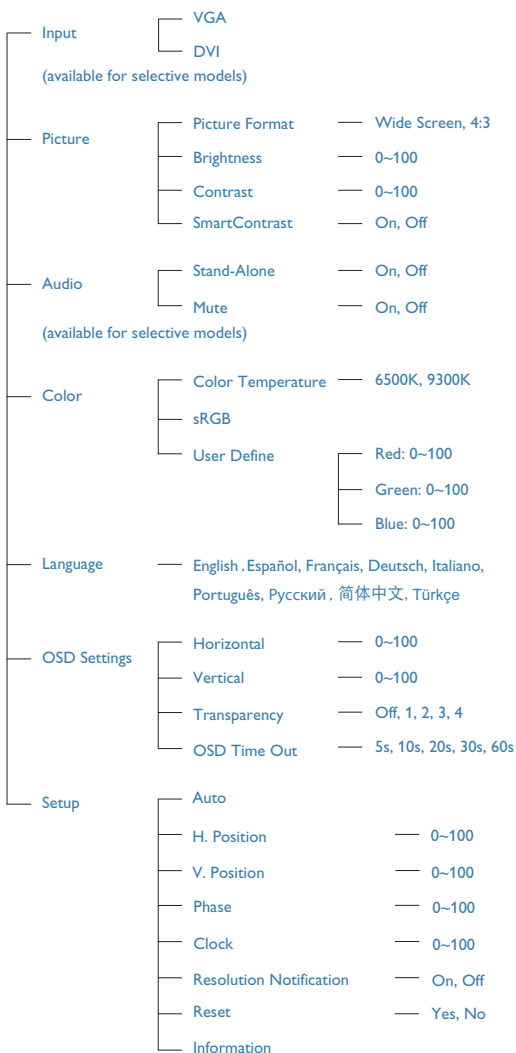 Input
VGA
DVI
(available for selective models)
Picture
Picture Format Wide Screen, 4:3
Brightness 0~100
Contrast 0~100
SmartContrast On, Off
Audio
Stand-Alone On, Off
Mute On, Off
(available for selective models)
Color
Color Temperature 6500K, 9300K
sRGB
User Define Red: 0~100
Green: 0~100
Blue: 0~100
Language English , Español, Français, Deutsch, Italiano,
Português, Русский , 简体中文, Türkçe
OSD Settings
Horizontal 0~100
Vertical 0~100
Transparency Off, 1, 2, 3, 4
OSD Time Out 5s, 10s, 20s, 30s, 60s
Setup
Auto
H. Position 0~100
V. Position 0~100
Phase 0~100
Clock 0~100
Resolution Notification On, Off
Reset Yes, No
Information